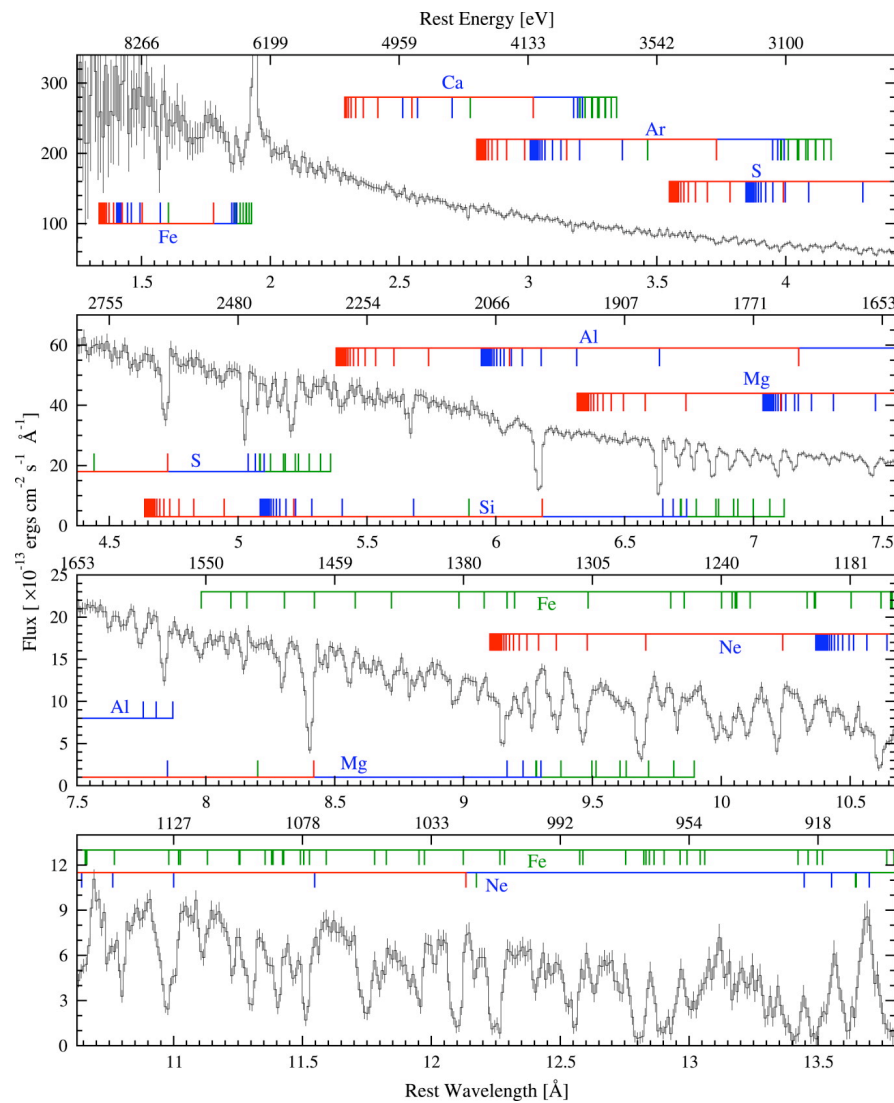 Rest Energy [eV]
8266 6199 4959 4133 3542 3100
300
200
100
Ca
Ar
S
Fe
1.5 2 2.5 3 3.5 4
2755 2480 2254 2066 1907 1771 1653
60
40
20
0
Al
Mg
S
Si
4.5 5 5.5 6 6.5 7 7.5
1653 1550 1459 1380 1305 1240 1181
25
20
15
10
5
0
Fe
Ne
Al
Mg
7.5 8 8.5 9 9.5 10 10.5
1127 1078 1033 992 954 918
12
9
6
3
0
Fe
Ne
11 11.5 12 12.5 13 13.5
Rest Wavelength [Å]
Flux [ ×10⁻¹³ ergs cm⁻² s⁻¹ Å⁻¹]